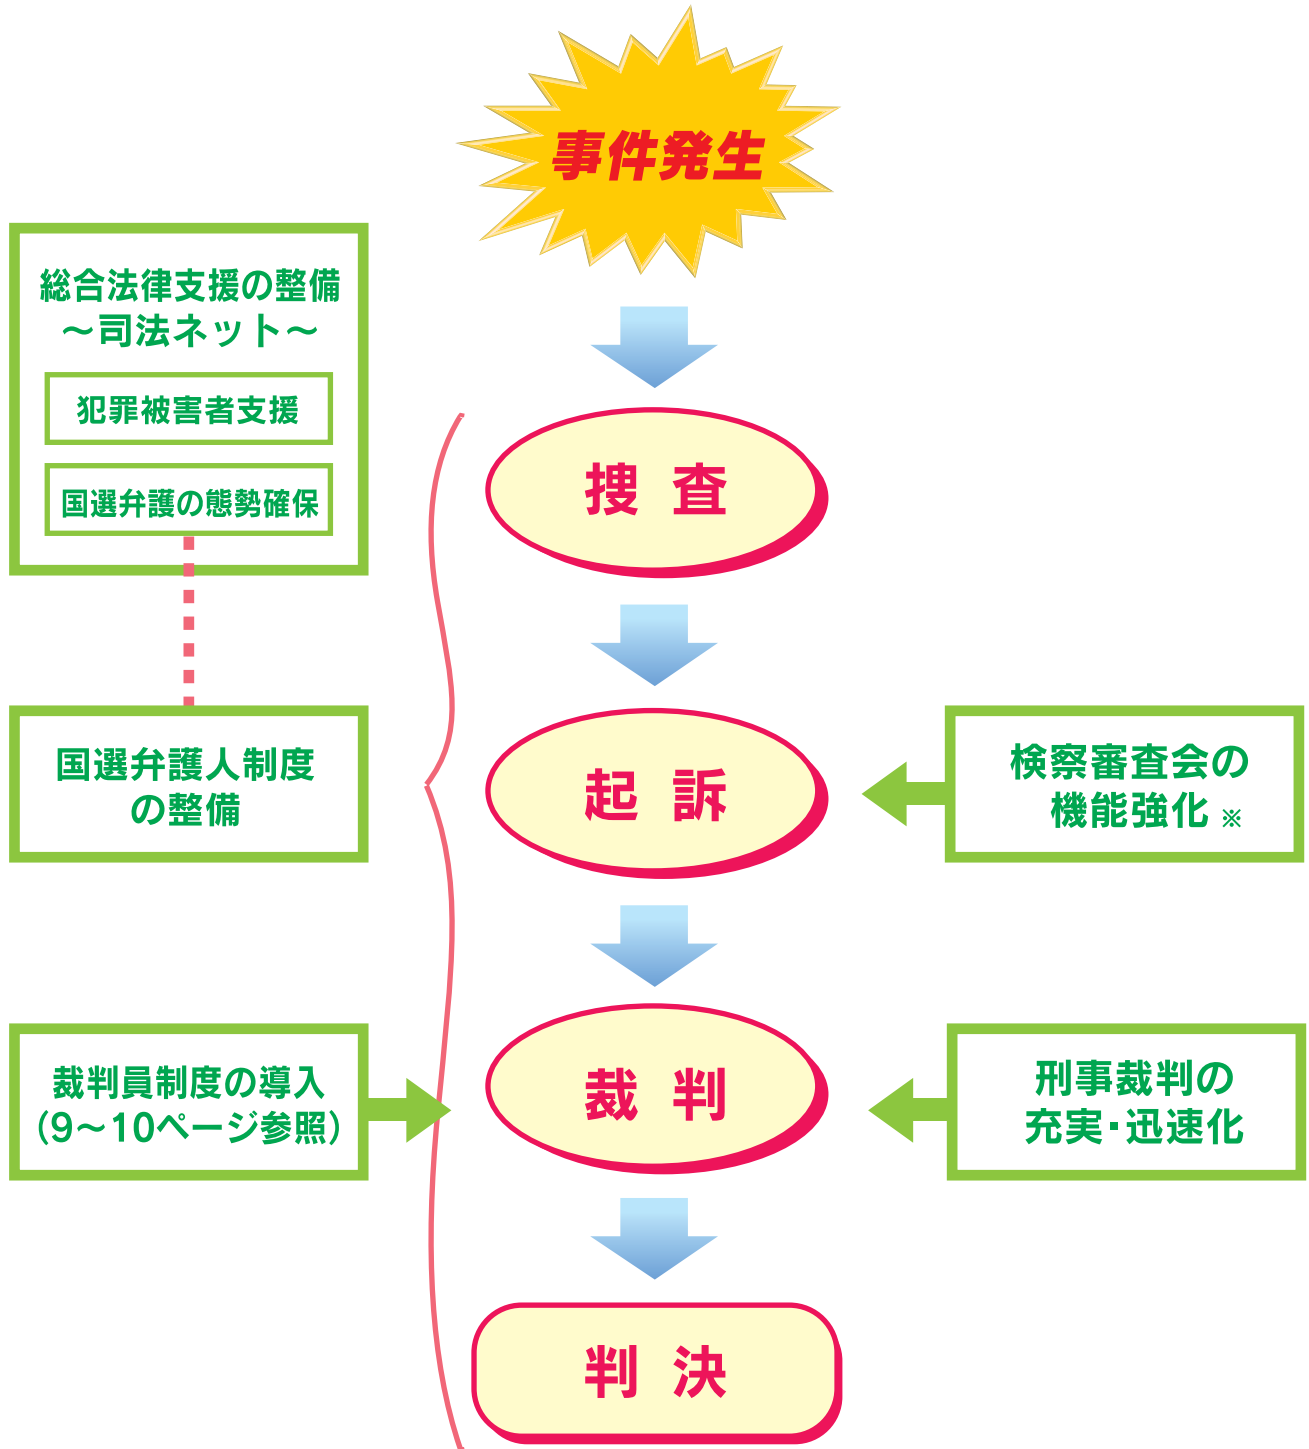 事件発生
総合法律支援の整備
～司法ネット～
犯罪被害者支援
国選弁護の態勢確保
捜 査
国選弁護人制度
の整備
起 訴
検察審査会の
機能強化 ※
裁判員制度の導入
（9～10ページ参照）
裁 判
刑事裁判の
充実・迅速化
判 決